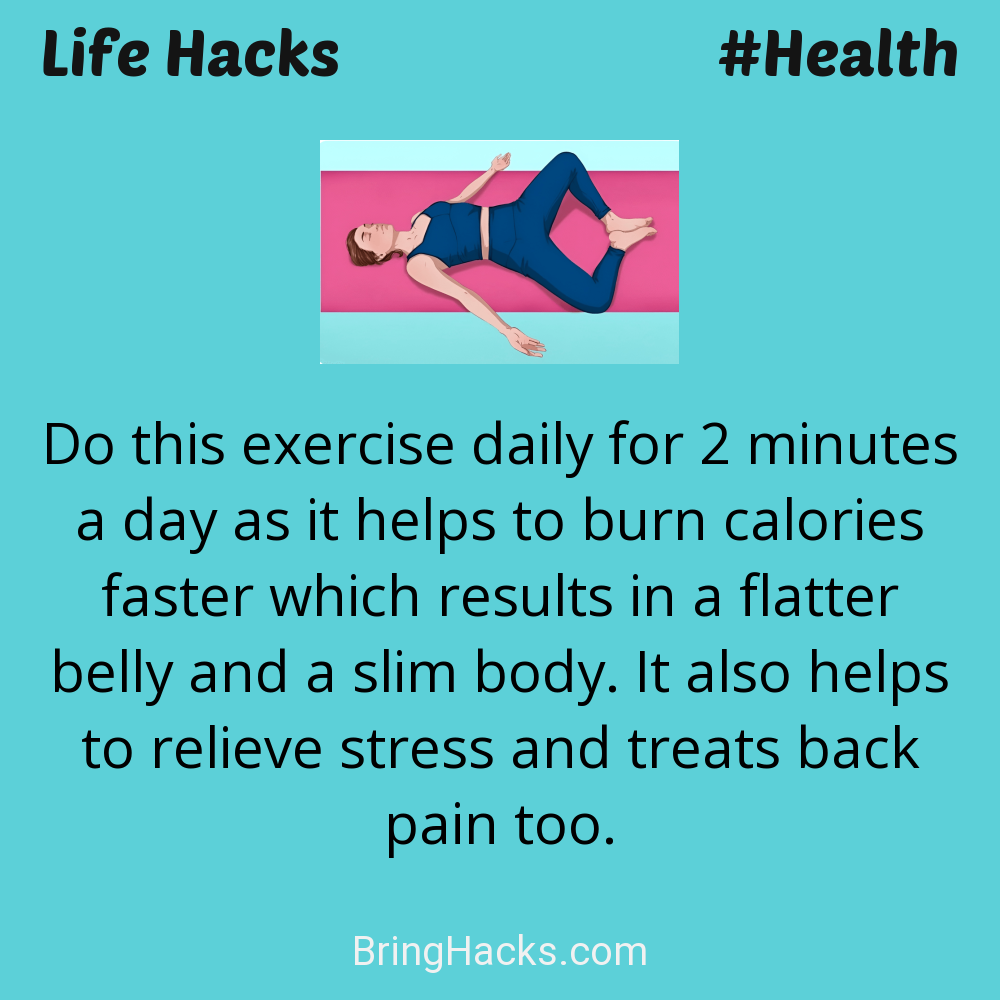 Life Hacks #Health
Do this exercise daily for 2 minutes
a day as it helps to burn calories
faster which results in a flatter
belly and a slim body. It also helps
to relieve stress and treats back
pain too.
BringHacks.com